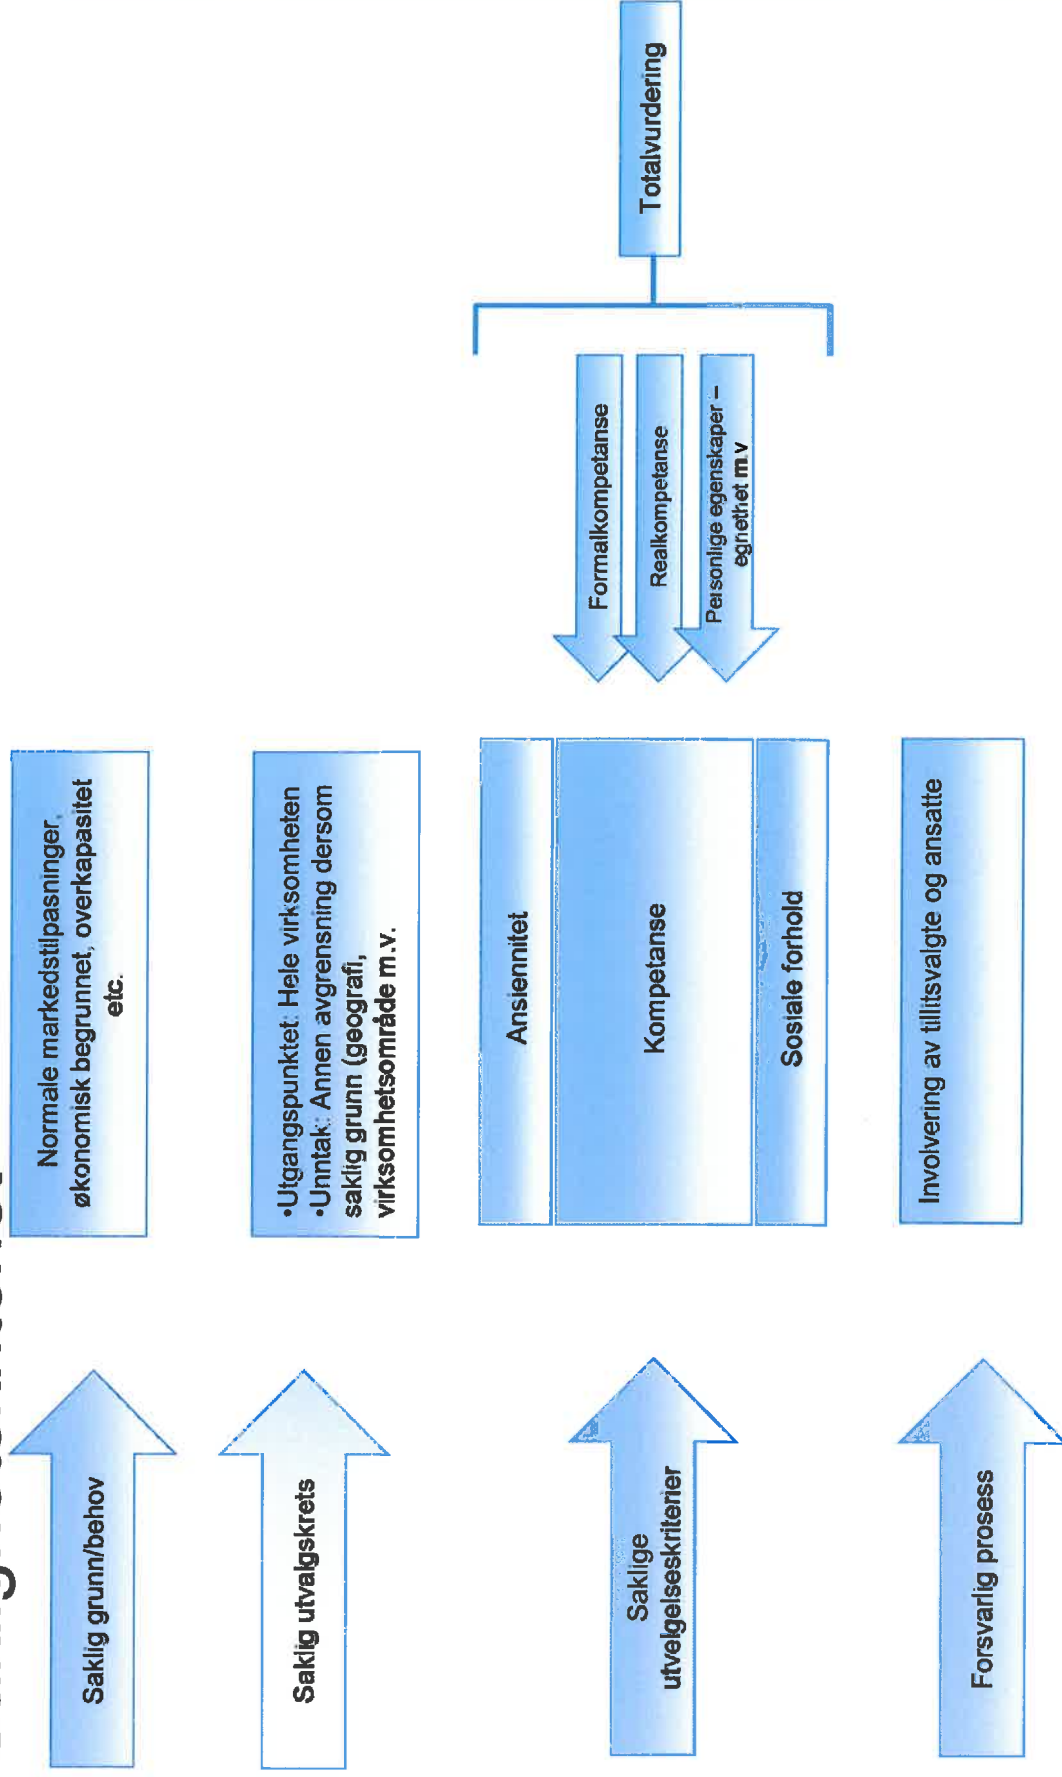 Saklig grunn/behov
Normale markedstilpasninger,
økonomisk begrunnet, overkapasitet
etc.
Saklig utvalgskrets
•Utgangspunktet: Hele virksomheten
•Unntak: Annen avgrensning dersom
saklig grunn (geografi,
virksomhetsområde m.v.
Saklige
utvelgelseskriterier
Ansiennitet
Kompetanse
Sosiale forhold
Formalkompetanse
Realkompetanse
Personlige egenskaper –
egnethet m.v
Totalvurdering
Forsvarlig prosess
Involvering av tillitsvalgte og ansatte